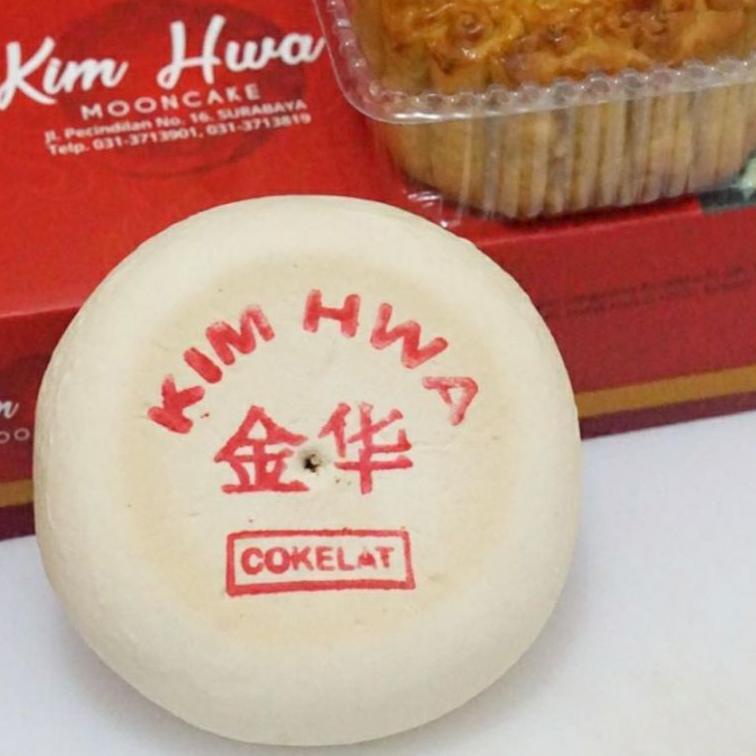 Kim Hwa
MOONCAKE
Jl. Pecindilan No. 16. SURABAYA
Telp. 031-3713901, 031-3713819
KIM HWA
金华
COKELAT